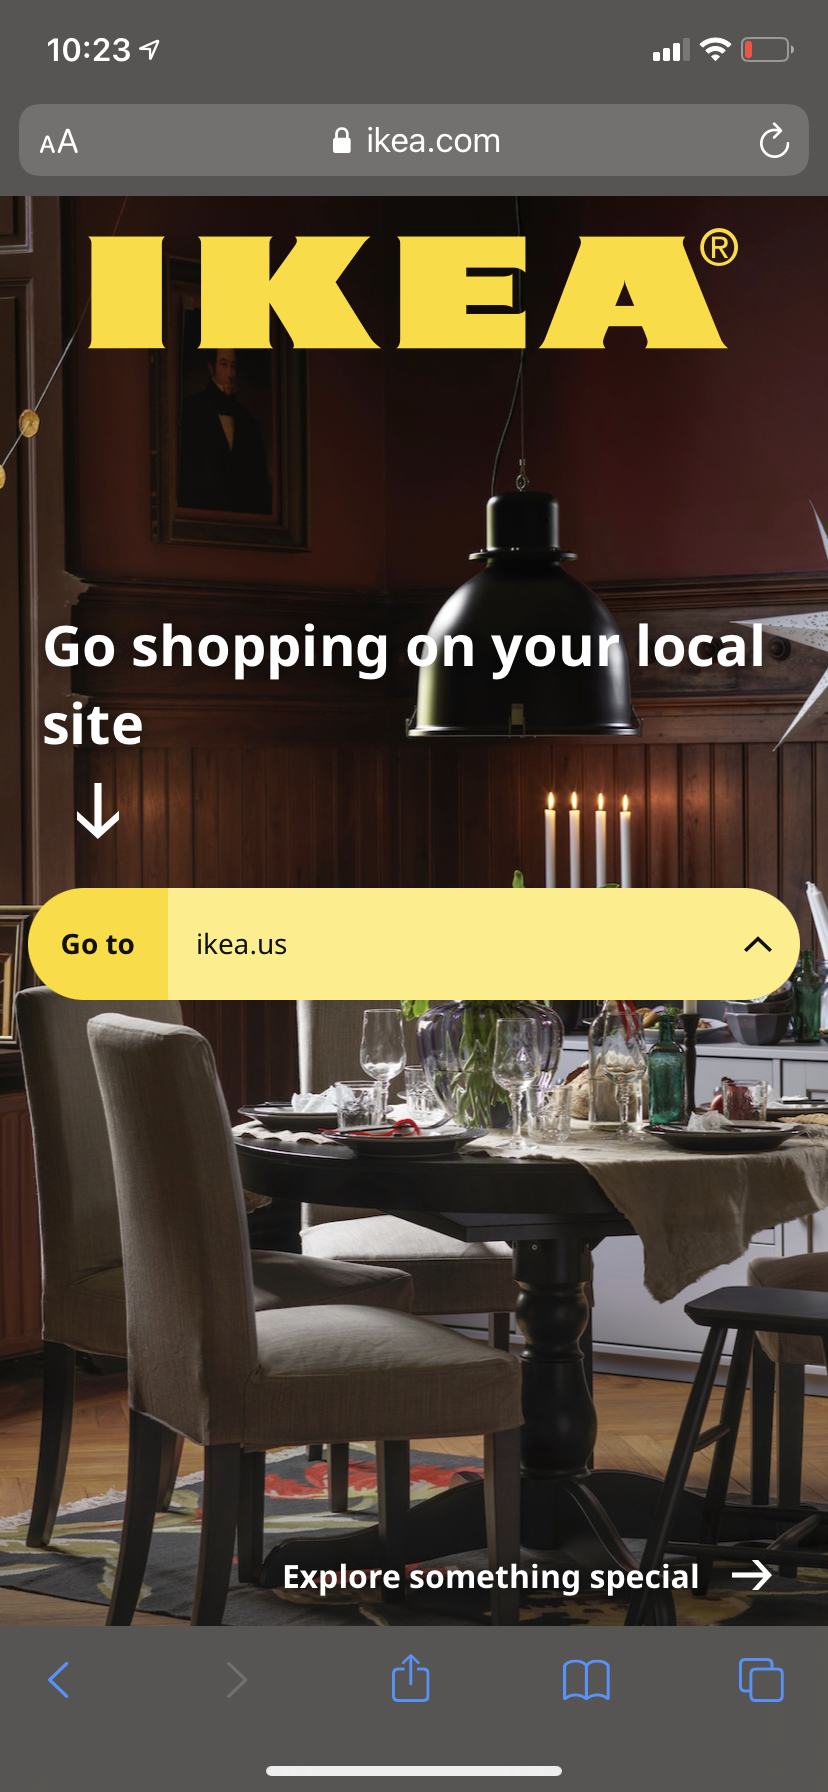 10:23
AA ikea.com
IKEA®
Go shopping on your local
site
Go to ikea.us
Explore something special